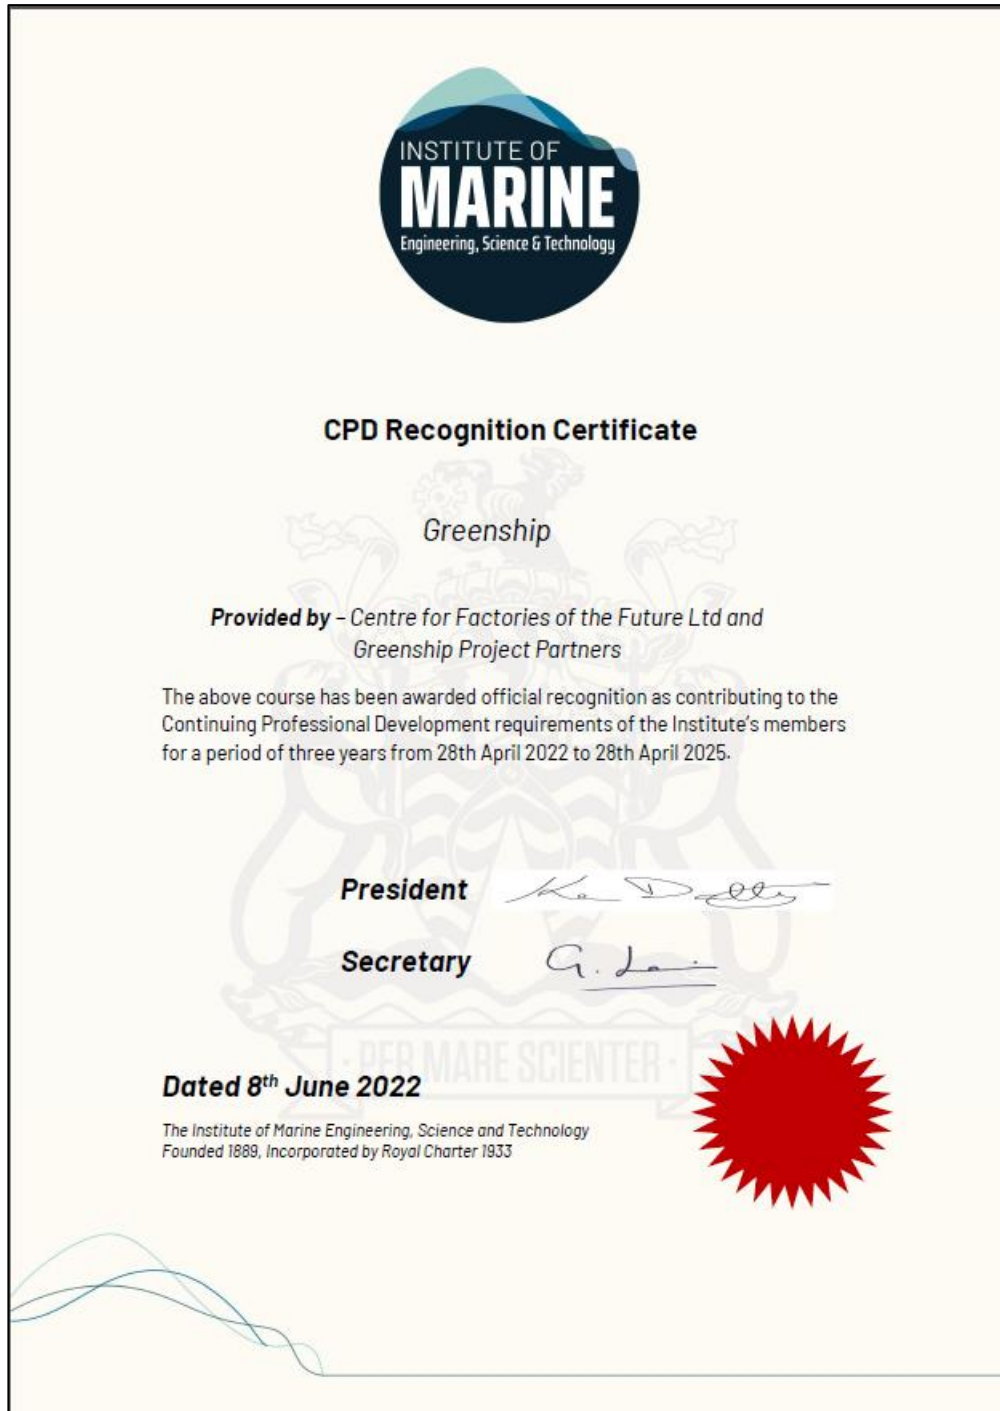 INSTITUTE OF
MARINE
Engineering, Science & Technology
CPD Recognition Certificate
Greenship
Provided by – Centre for Factories of the Future Ltd and
Greenship Project Partners
The above course has been awarded official recognition as contributing to the
Continuing Professional Development requirements of the Institute's members
for a period of three years from 28th April 2022 to 28th April 2025.
President
Secretary
G.
· PER MARE SCIENTER ·
Dated 8th June 2022
The Institute of Marine Engineering, Science and Technology
Founded 1889, Incorporated by Royal Charter 1933